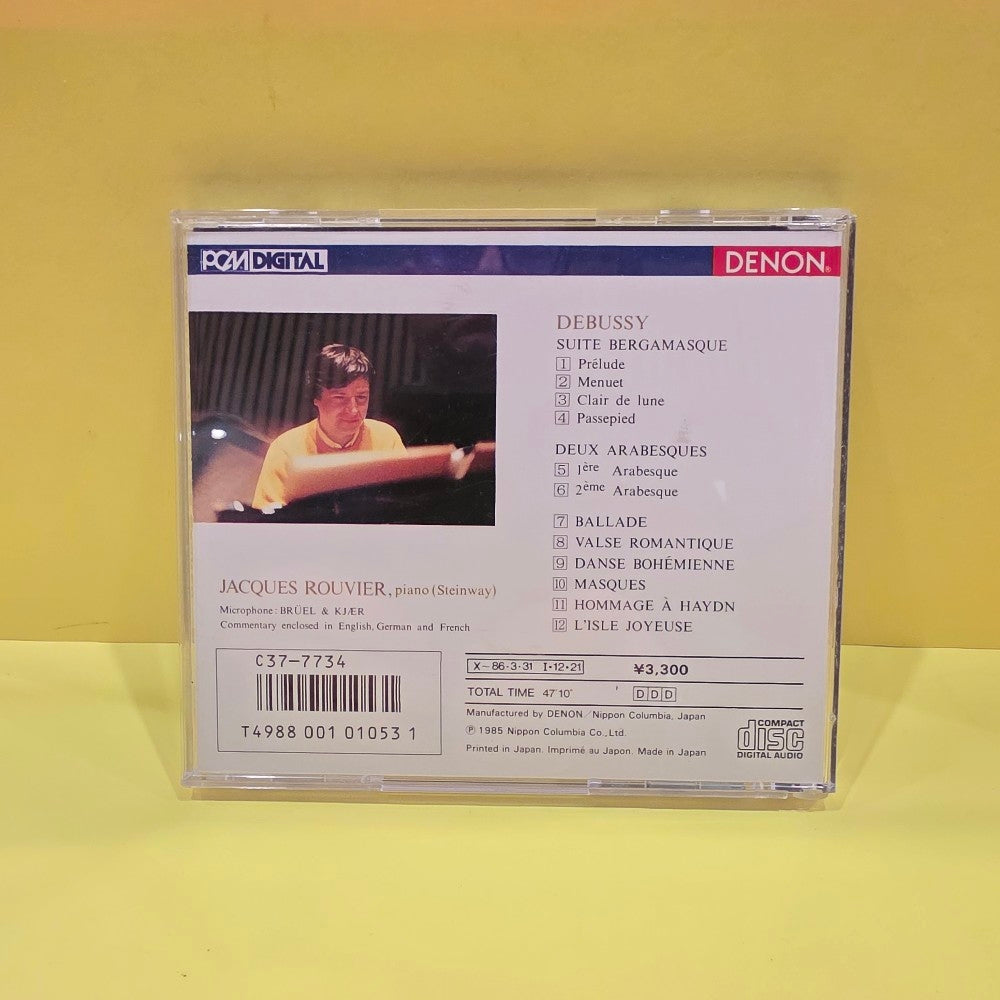 PCM DIGITAL
DENON®
DEBUSSY
SUITE BERGAMASQUE
1 Prélude
2 Menuet
3 Clair de lune
4 Passepied
DEUX ARABESQUES
5 1ère Arabesque
6 2ème Arabesque
7 BALLADE
8 VALSE ROMANTIQUE
9 DANSE BOHÉMIENNE
10 MASQUES
11 HOMMAGE À HAYDN
12 L'ISLE JOYEUSE
JACQUES ROUVIER, piano (Steinway)
Microphone: BRÜEL & KJÆR
Commentary enclosed in English, German and French
C37-7734
T4988 001 01053 1
X~86·3·31 I·12·21 ¥3,300
TOTAL TIME 47'10" DDD
Manufactured by DENON/Nippon Columbia, Japan
℗ 1985 Nippon Columbia Co., Ltd.
Printed in Japan. Imprimé au Japon. Made in Japan
COMPACT
disc
DIGITAL AUDIO